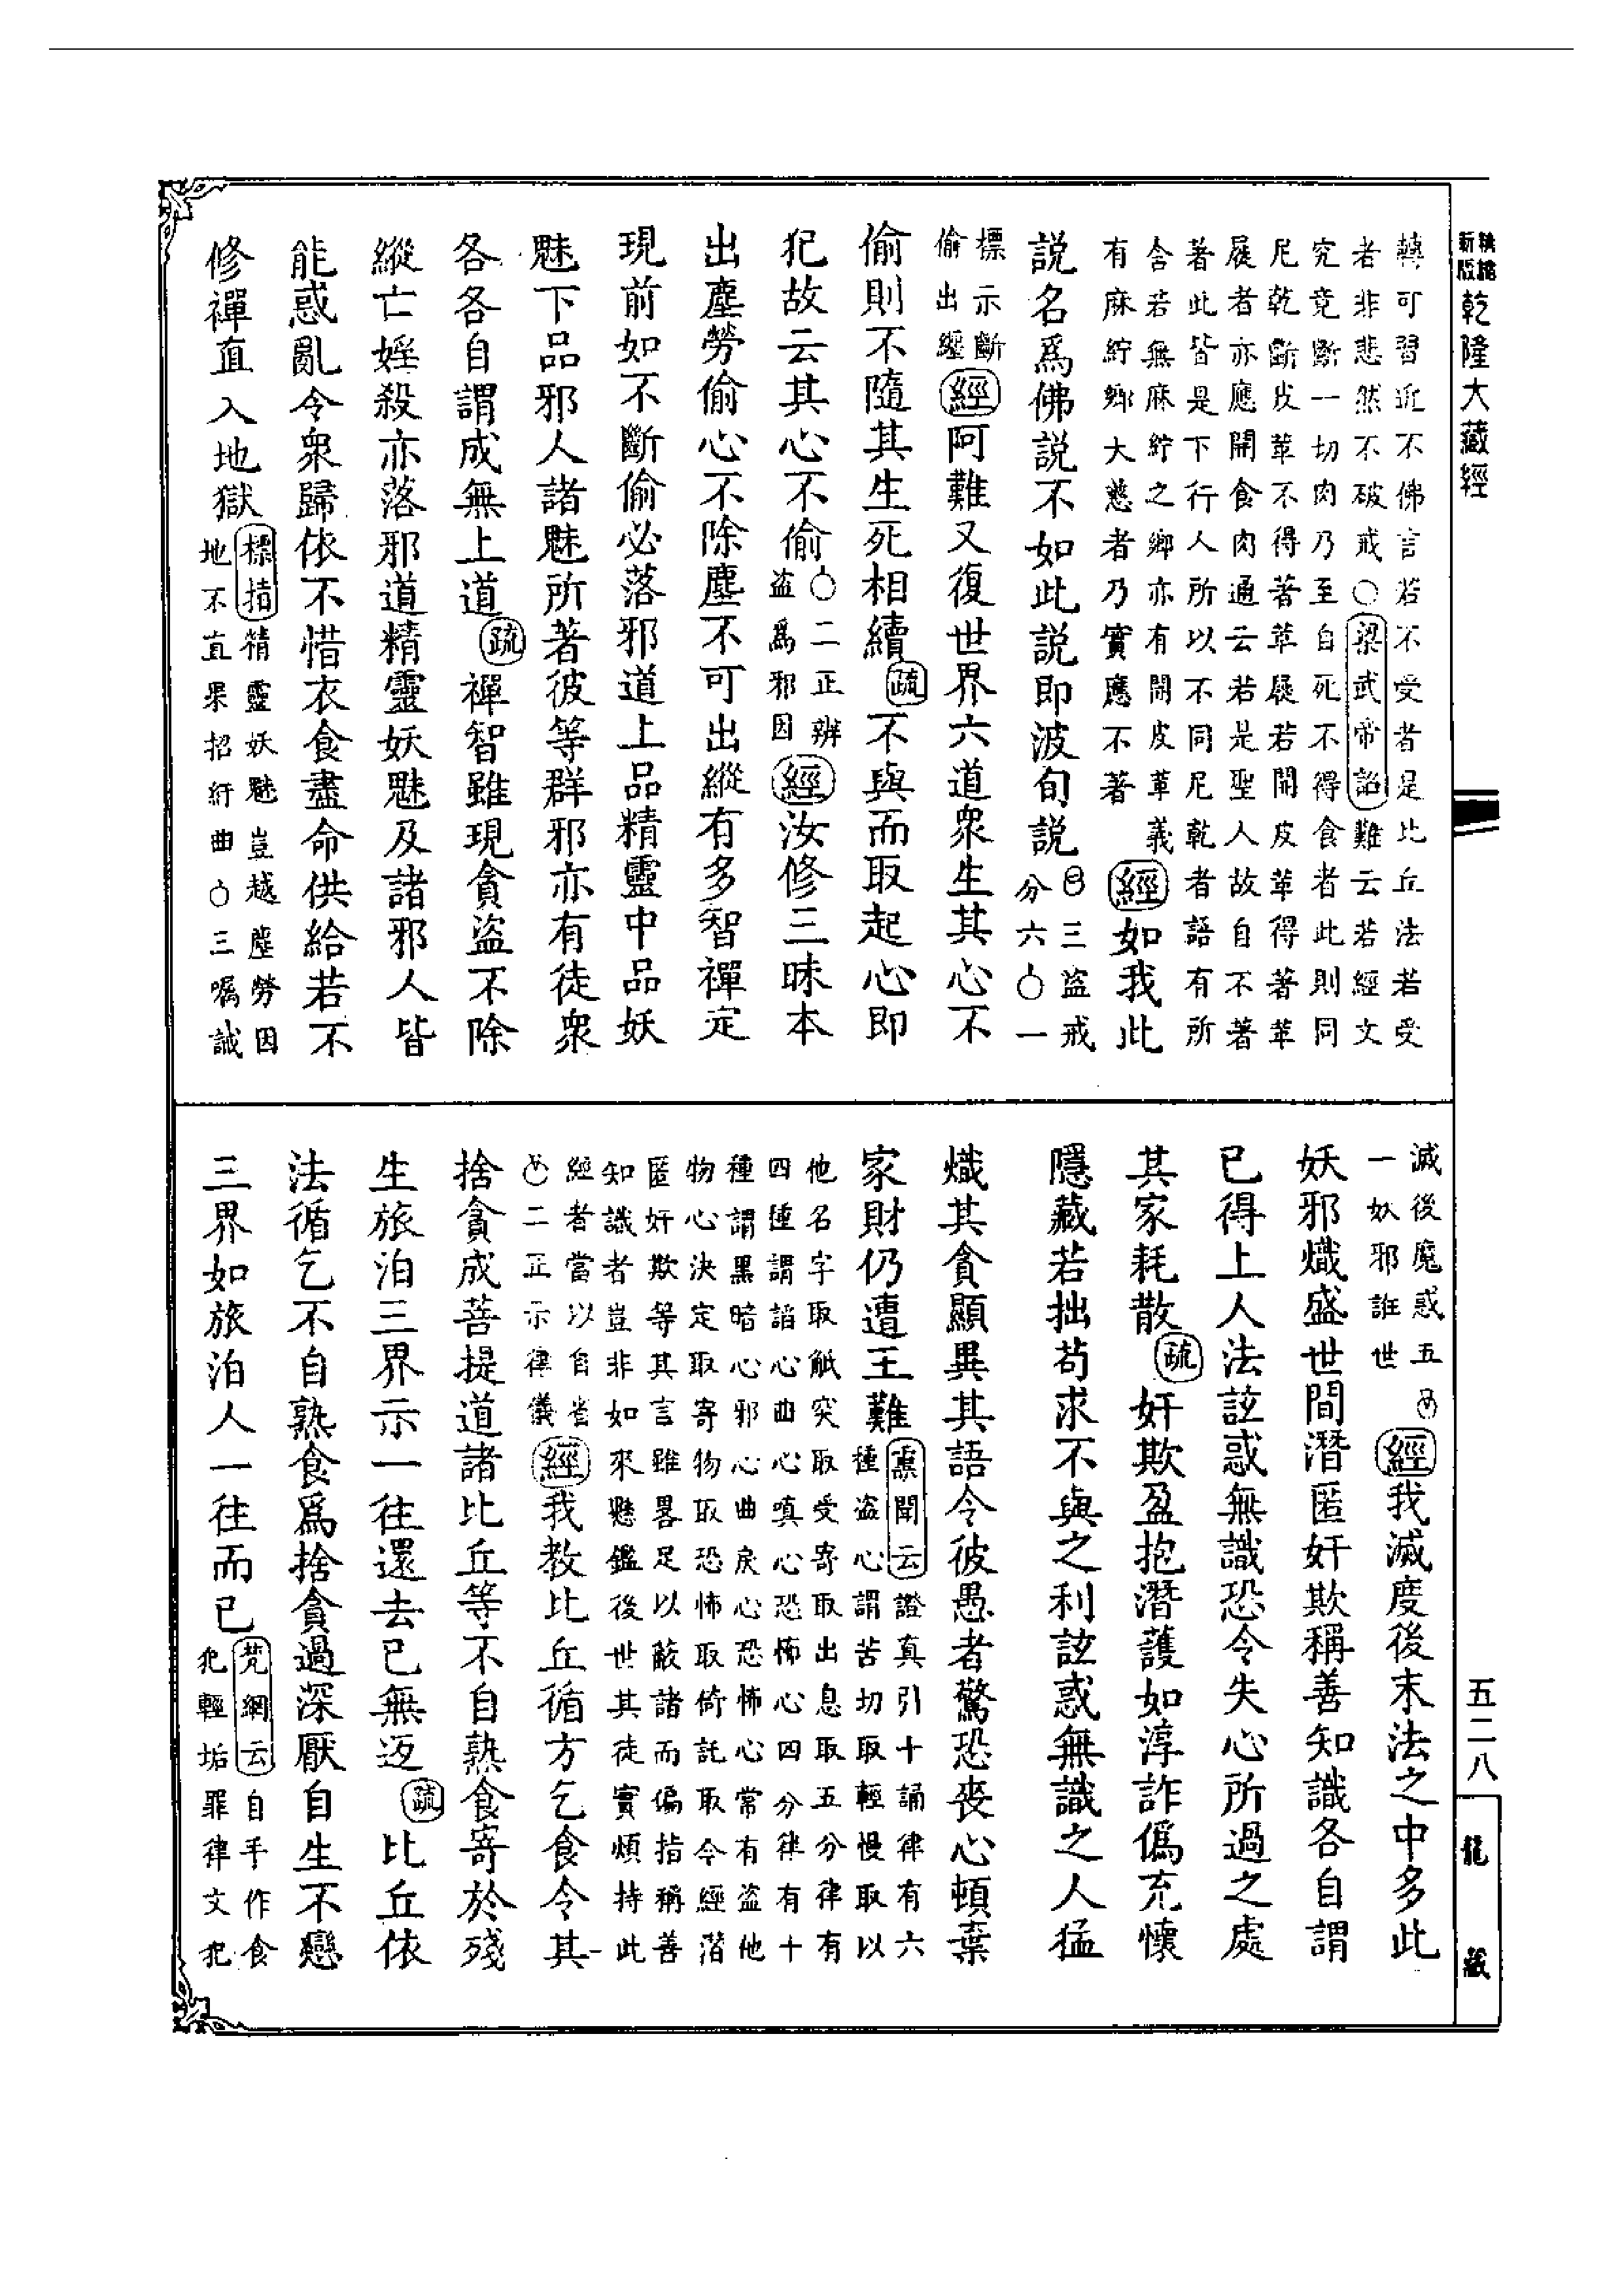 精縮新版乾隆大藏經
轉可習近不佛言若不受者是比丘法若受
者非悲然不破戒○梁武帝詔難云若經文
究竟斷一切肉乃至自死不得食者此則同
尼乾斷皮革不得著革屣若開皮革得著革
屣者亦應開食肉通云若是聖人故自不著
著此皆是下行人所以不同尼乾者語有所
含若無麻紵之鄉亦有開皮革義
有麻紵鄉大慈者乃實應不著經如我此
説名爲佛説不如此説即波旬説三盜戒分六○一
標示斷偷出纏經阿難又復世界六道衆生其心不
偷則不隨其生死相續疏不與而取起心即
犯故云其心不偷○二正辨盜爲邪因經汝修三昧本
出塵勞偷心不除塵不可出縱有多智禪定
現前如不斷偷必落邪道上品精靈中品妖
魅下品邪人諸魅所著彼等群邪亦有徒衆
各各自謂成無上道疏禪智雖現貪盜不除
縱亡婬殺亦落邪道精靈妖魅及諸邪人皆
能惑亂令衆歸依不惜衣食盡命供給若不
修禪直入地獄標指精靈妖魅豈越塵勞因地不直果招紆曲○三囑誡
滅後魔惑五一妖邪誑世經我滅度後末法之中多此
妖邪熾盛世間潛匿奸欺稱善知識各自謂
已得上人法詃惑無識恐令失心所過之處
其家耗散疏奸欺盈抱潛護如淳詐僞充懷
隱藏若拙苟求不與之利詃惑無識之人猛
熾其貪顯異其語令彼愚者驚恐喪心頓棄
家財仍遭王難熏聞云證真引十誦律有六種盜心謂苦切取輕慢取以
他名字取觝突取受寄取出息取五分律有
四種謂諂心曲心嗔心恐怖心四分律有十
種謂黑暗心邪心曲戾心恐怖心常有盜他
物心決定取寄物取恐怖取倚託取今經潛
匿奸欺等其言雖畧足以蔽諸而偏指稱善
知識者豈非如來懸鑑後世其徒實煩持此
經者當以自省二正示律儀經我教比丘循方乞食令其
捨貪成菩提道諸比丘等不自熟食寄於殘
生旅泊三界示一往還去已無返疏比丘依
法循乞不自熟食爲捨貪過深厭自生不戀
三界如旅泊人一往而已梵網云自手作食犯輕垢罪律文犯
五二八
龍藏